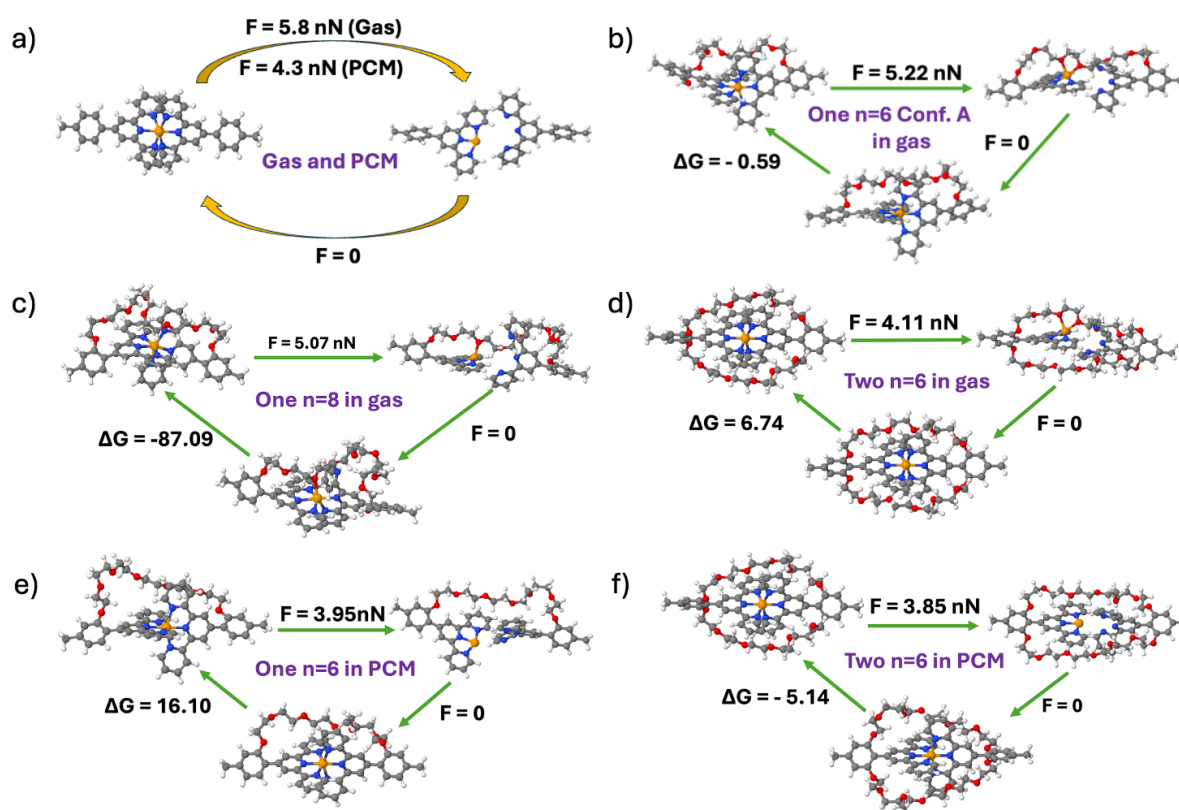 a)
F = 5.8 nN (Gas)
F = 4.3 nN (PCM)
Gas and PCM
F = 0
b)
F = 5.22 nN
One n=6 Conf. A
in gas
ΔG = - 0.59
F = 0
c)
F = 5.07 nN
One n=8 in gas
ΔG = -87.09
F = 0
d)
F = 4.11 nN
Two n=6 in gas
ΔG = 6.74
F = 0
e)
F = 3.95nN
One n=6 in PCM
ΔG = 16.10
F = 0
f)
F = 3.85 nN
Two n=6 in PCM
ΔG = - 5.14
F = 0